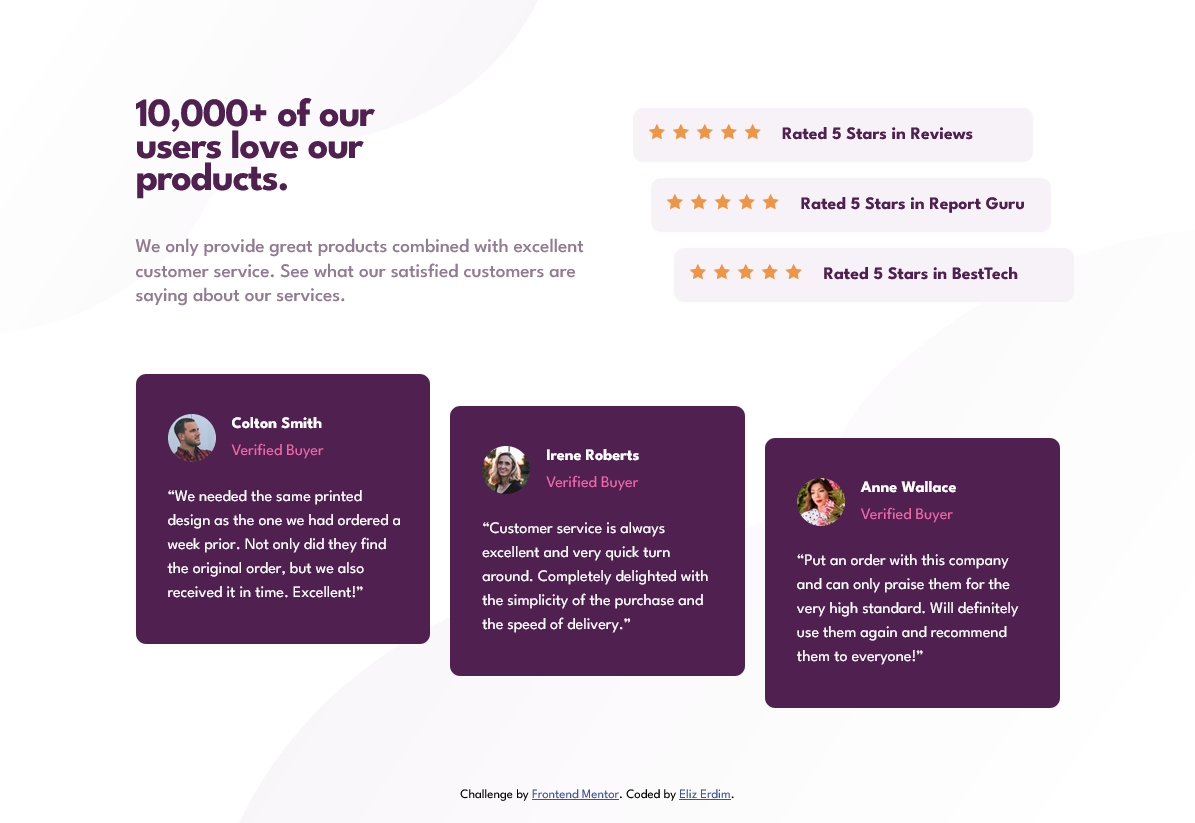 10,000+ of our
users love our
products.
We only provide great products combined with excellent
customer service. See what our satisfied customers are
saying about our services.
Rated 5 Stars in Reviews
Rated 5 Stars in Report Guru
Rated 5 Stars in BestTech
Colton Smith
Verified Buyer
“We needed the same printed
design as the one we had ordered a
week prior. Not only did they find
the original order, but we also
received it in time. Excellent!”
Irene Roberts
Verified Buyer
“Customer service is always
excellent and very quick turn
around. Completely delighted with
the simplicity of the purchase and
the speed of delivery.”
Anne Wallace
Verified Buyer
“Put an order with this company
and can only praise them for the
very high standard. Will definitely
use them again and recommend
them to everyone!”
Challenge by Frontend Mentor. Coded by Eliz Erdim.